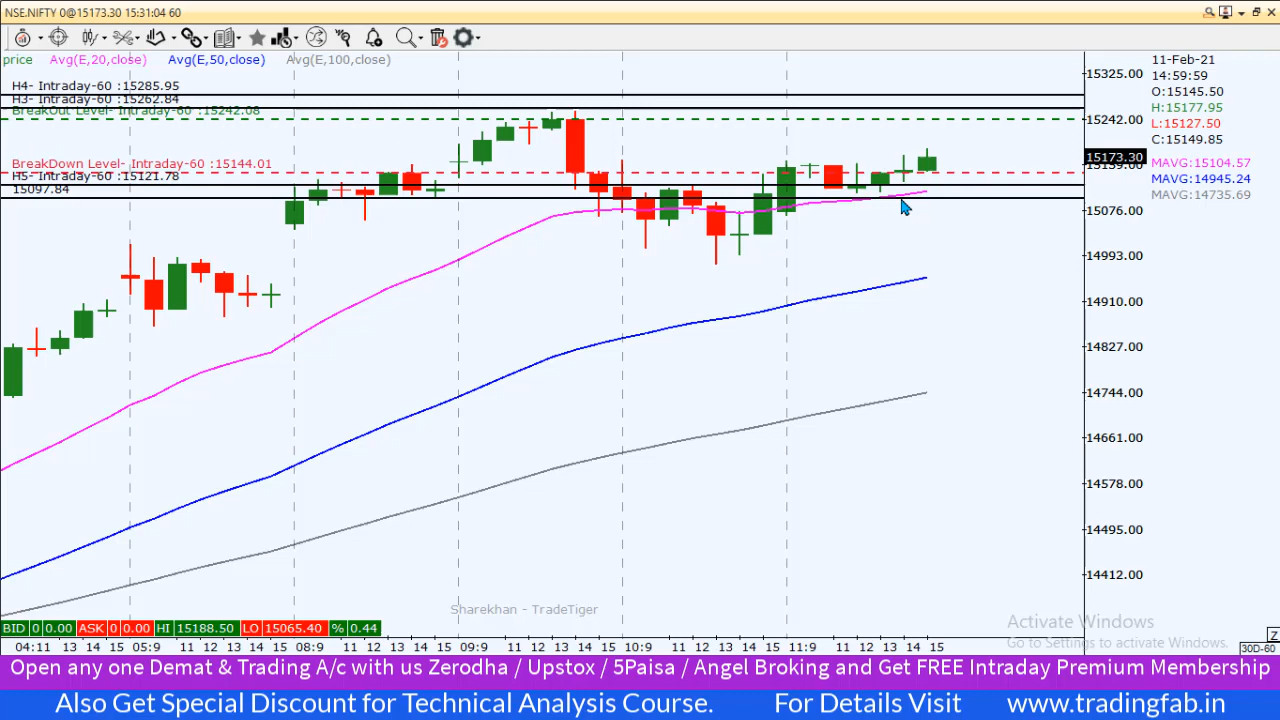 NSE.NIFTY 0@15173.30 15:31:04 60
price Avg(E,20,close) Avg(E,50,close) Avg(E,100,close)
H4- Intraday-60 :15285.95
H3- Intraday-60 :15262.84
BreakOut Level- Intraday-60 :15242.08
BreakDown Level- Intraday-60 :15144.01
H5- Intraday-60 :15121.78
15097.84
11-Feb-21
14:59:59
O:15145.50
H:15177.95
L:15127.50
C:15149.85
MAVG:15104.57
MAVG:14945.24
MAVG:14735.69
15325.00
15242.00
15173.30
15076.00
14993.00
14910.00
14827.00
14744.00
14661.00
14578.00
14495.00
14412.00
Sharekhan - TradeTiger
BID 0 0.00 ASK 0 0.00 HI 15188.50 LO 15065.40 % 0.44
Activate Windows
Go to Settings to activate Windows.
04:11 13 14 15 05:9 11 12 13 14 15 08:9 11 12 13 14 15 09:9 11 12 13 14 15 10:9 11 12 13 14 15 11:9 11 12 13 14 15
30D-60
Z
Open any one Demat & Trading A/c with us Zerodha / Upstox / 5Paisa / Angel Broking and Get FREE Intraday Premium Membership
Also Get Special Discount for Technical Analysis Course. For Details Visit www.tradingfab.in